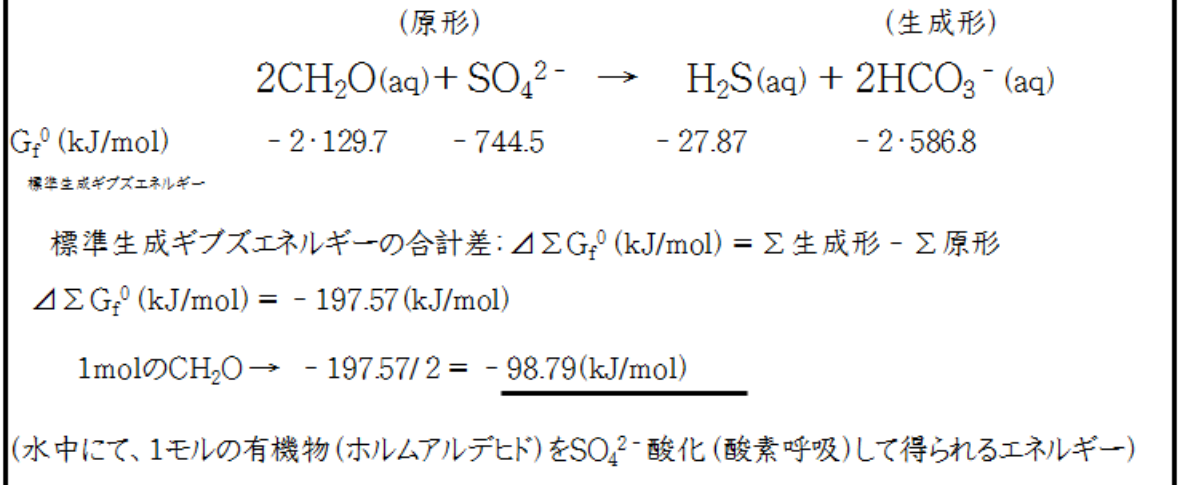 (原形) (生成形)
2CH₂O(aq)+ SO₄²⁻ → H₂S(aq) + 2HCO₃⁻(aq)
G_f⁰(kJ/mol) −2·129.7 −744.5 −27.87 −2·586.8
標準生成ギブズエネルギー
標準生成ギブズエネルギーの合計差:⊿ΣG_f⁰(kJ/mol) = Σ生成形−Σ原形
⊿ΣG_f⁰(kJ/mol) = −197.57(kJ/mol)
1molのCH₂O→ −197.57/2 = −98.79(kJ/mol)
(水中にて、1モルの有機物(ホルムアルデヒド)をSO₄²⁻酸化(酸素呼吸)して得られるエネルギー)